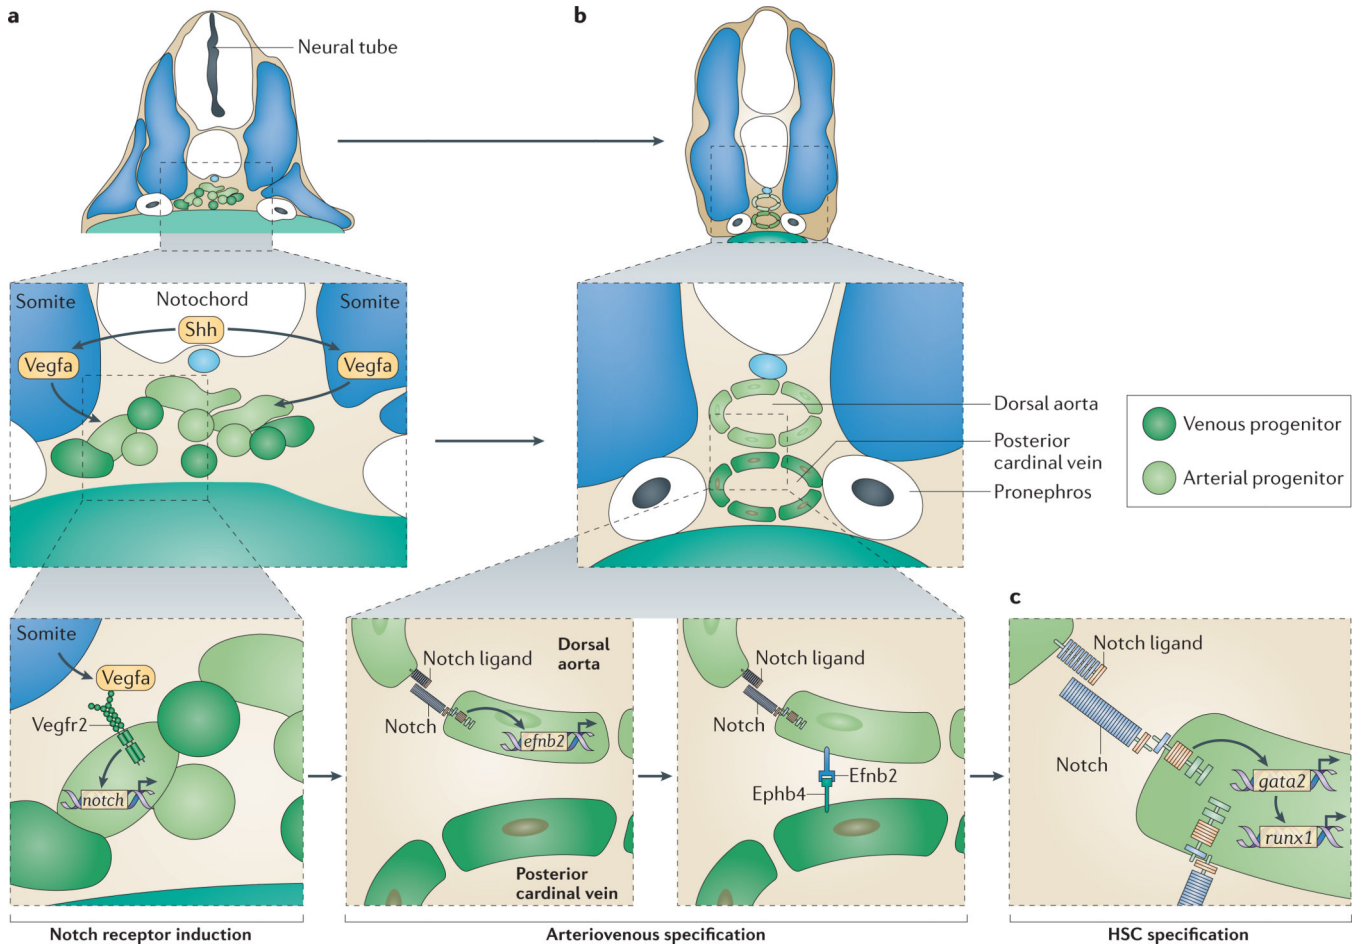 a
b
Neural tube
Somite
Notochord
Somite
Shh
Vegfa
Vegfa
Dorsal aorta
Posterior
cardinal vein
Pronephros
Venous progenitor
Arterial progenitor
Somite
Vegfa
Vegfr2
notch
Notch receptor induction
Dorsal
aorta
Notch ligand
Notch
efnb2
Posterior
cardinal vein
Notch ligand
Notch
Efnb2
Ephb4
Arteriovenous specification
c
Notch ligand
Notch
gata2
runx1
HSC specification